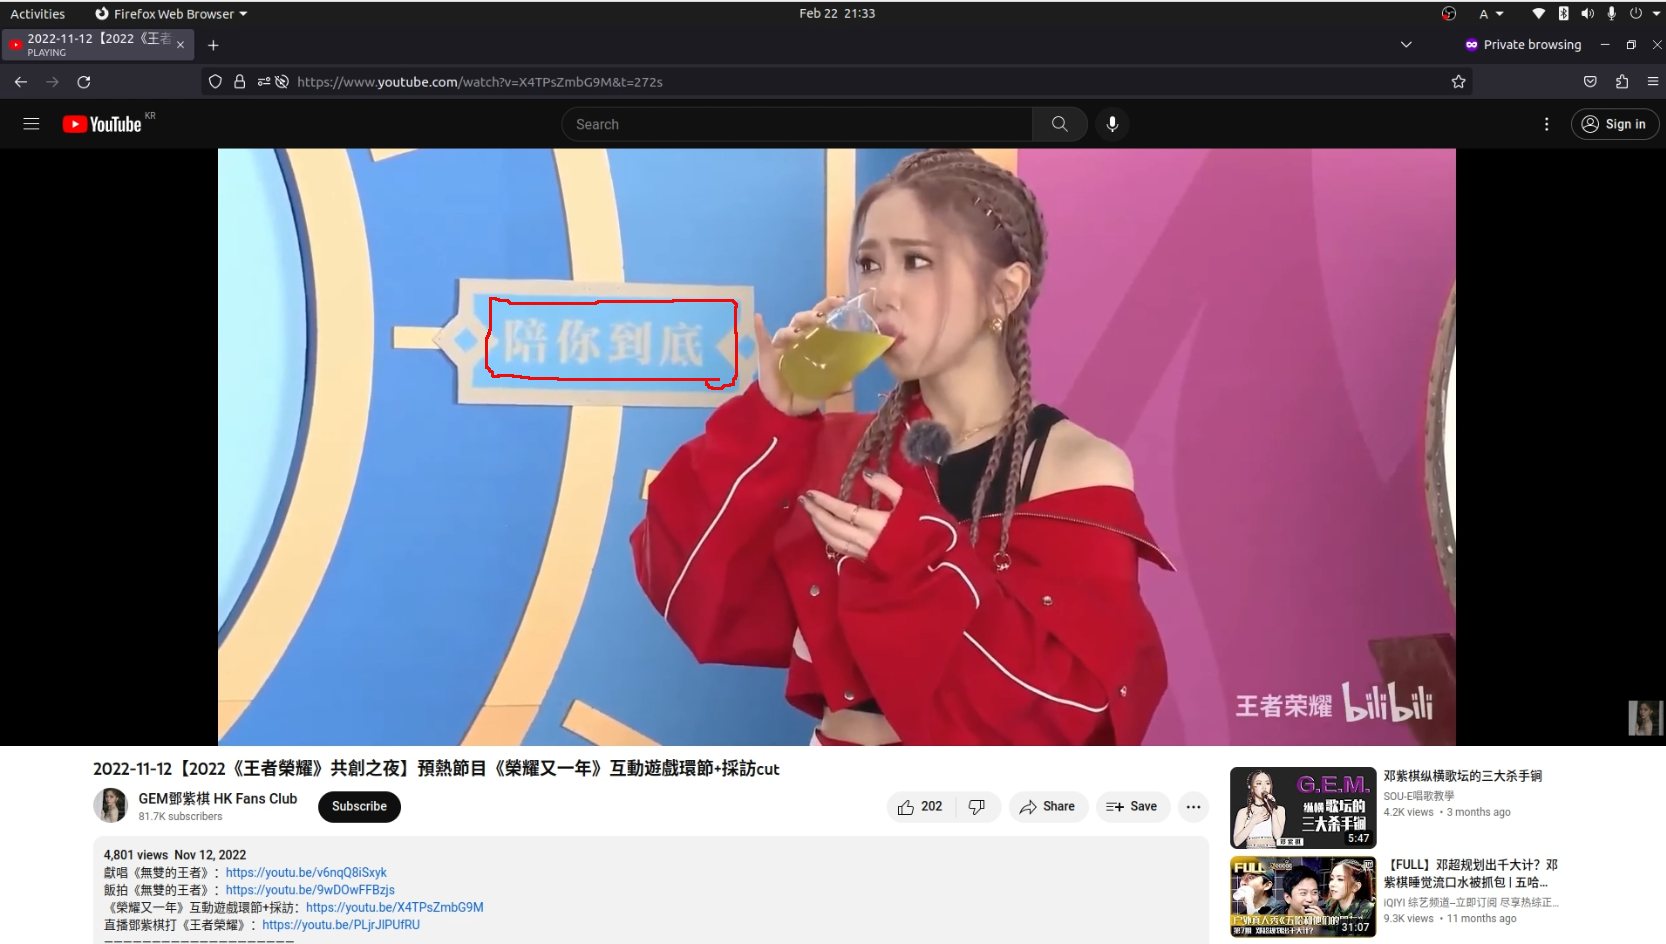 Activities
Firefox Web Browser
Feb 22 21:33
A
2022-11-12【2022《王者
PLAYING
Private browsing
https://www.youtube.com/watch?v=X4TPsZmbG9M&t=272s
YouTube KR
Search
Sign in
陪你到底
王者荣耀 bilibili
2022-11-12【2022《王者榮耀》共創之夜】預熱節目《榮耀又一年》互動遊戲環節+採訪cut
GEM鄧紫棋 HK Fans Club
81.7K subscribers
Subscribe
202
Share
Save
4,801 views Nov 12, 2022
獻唱《無雙的王者》：https://youtu.be/v6nqQ8iSxyk
飯拍《無雙的王者》：https://youtu.be/9wDOwFFBzjs
《榮耀又一年》互動遊戲環節+採訪：https://youtu.be/X4TPsZmbG9M
直播鄧紫棋打《王者榮耀》：https://youtu.be/PLjrJIPUfRU
G.E.M.
纵横歌坛的
三大杀手锏
5:47
邓紫棋纵横歌坛的三大杀手锏
SOU-E唱歌教學
4.2K views • 3 months ago
FULL
31:07
【FULL】邓超规划出千大计？邓
紫棋睡觉流口水被抓包 | 五哈...
iQIYI 综艺频道–立即订阅 尽享热综正...
9.3K views • 11 months ago